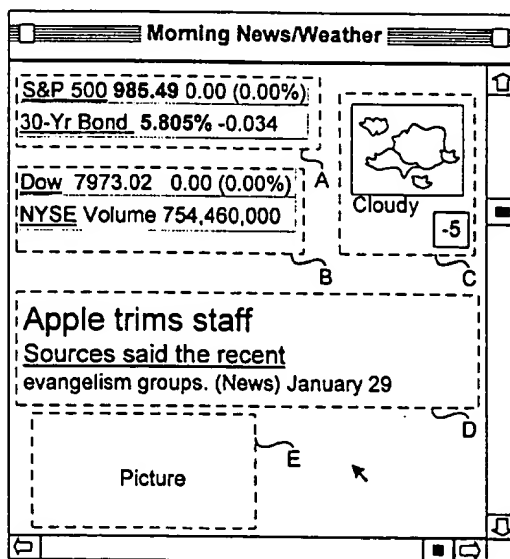 Morning News/Weather
S&P 500 985.49 0.00 (0.00%)
30-Yr Bond 5.805% -0.034
A
Dow 7973.02 0.00 (0.00%)
NYSE Volume 754,460,000
B
Cloudy
-5
C
Apple trims staff
Sources said the recent
evangelism groups. (News) January 29
D
Picture
E